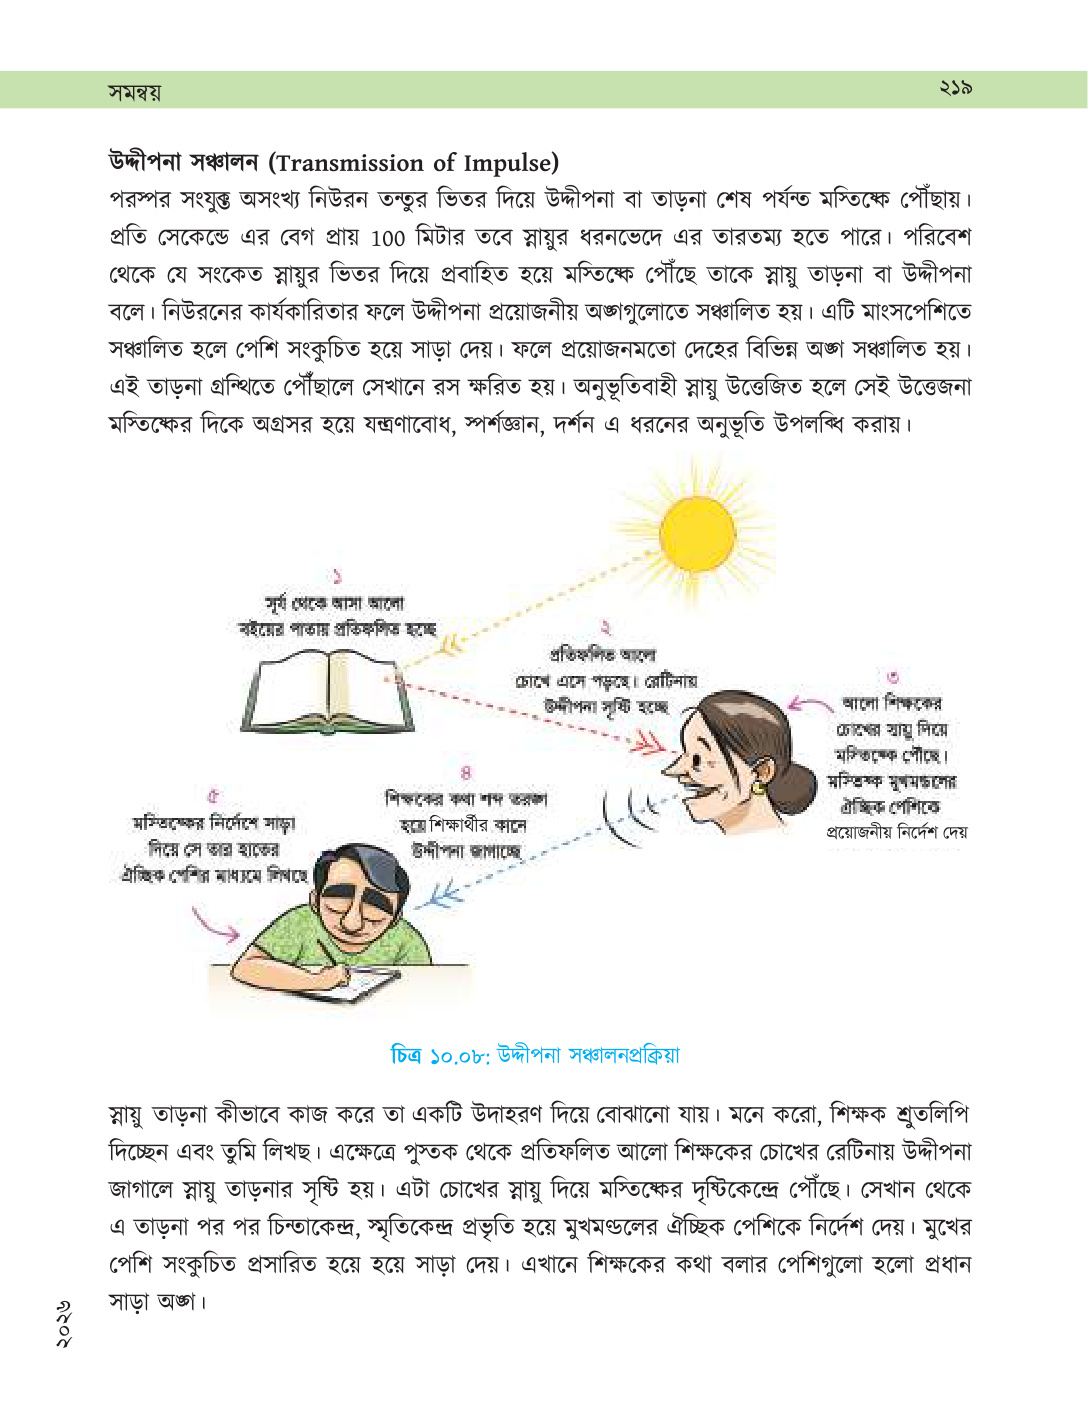 সমন্বয়
২১৯
উদ্দীপনা সঞ্চালন (Transmission of Impulse)
পরস্পর সংযুক্ত অসংখ্য নিউরন তন্তুর ভিতর দিয়ে উদ্দীপনা বা তাড়না শেষ পর্যন্ত মস্তিষ্কে পৌঁছায়।
প্রতি সেকেন্ডে এর বেগ প্রায় 100 মিটার তবে স্নায়ুর ধরনভেদে এর তারতম্য হতে পারে। পরিবেশ
থেকে যে সংকেত স্নায়ুর ভিতর দিয়ে প্রবাহিত হয়ে মস্তিষ্কে পৌঁছে তাকে স্নায়ু তাড়না বা উদ্দীপনা
বলে। নিউরনের কার্যকারিতার ফলে উদ্দীপনা প্রয়োজনীয় অঙ্গগুলোতে সঞ্চালিত হয়। এটি মাংসপেশিতে
সঞ্চালিত হলে পেশি সংকুচিত হয়ে সাড়া দেয়। ফলে প্রয়োজনমতো দেহের বিভিন্ন অঙ্গ সঞ্চালিত হয়।
এই তাড়না গ্রন্থিতে পৌঁছালে সেখানে রস ক্ষরিত হয়। অনুভূতিবাহী স্নায়ু উত্তেজিত হলে সেই উত্তেজনা
মস্তিষ্কের দিকে অগ্রসর হয়ে যন্ত্রণাবোধ, স্পর্শজ্ঞান, দর্শন এ ধরনের অনুভূতি উপলব্ধি করায়।
১
সূর্য থেকে আসা আলো
বইয়ের পাতায় প্রতিফলিত হচ্ছে
২
প্রতিফলিত আলো
চোখে এসে পড়ছে। রেটিনায়
উদ্দীপনা সৃষ্টি হচ্ছে
৩
আলো শিক্ষকের
চোখের স্নায়ু দিয়ে
মস্তিষ্কে পৌঁছে।
মস্তিষ্ক মুখমন্ডলের
ঐচ্ছিক পেশিকে
প্রয়োজনীয় নির্দেশ দেয়
৪
শিক্ষকের কথা শব্দ তরঙ্গ
হয়ে শিক্ষার্থীর কানে
উদ্দীপনা জাগাচ্ছে
৫
মস্তিষ্কের নির্দেশে সাড়া
দিয়ে সে তার হাতের
ঐচ্ছিক পেশির মাধ্যমে লিখছে
চিত্র ১০.০৮: উদ্দীপনা সঞ্চালনপ্রক্রিয়া
স্নায়ু তাড়না কীভাবে কাজ করে তা একটি উদাহরণ দিয়ে বোঝানো যায়। মনে করো, শিক্ষক শ্রুতলিপি
দিচ্ছেন এবং তুমি লিখছ। এক্ষেত্রে পুস্তক থেকে প্রতিফলিত আলো শিক্ষকের চোখের রেটিনায় উদ্দীপনা
জাগালে স্নায়ু তাড়নার সৃষ্টি হয়। এটা চোখের স্নায়ু দিয়ে মস্তিষ্কের দৃষ্টিকেন্দ্রে পৌঁছে। সেখান থেকে
এ তাড়না পর পর চিন্তাকেন্দ্র, স্মৃতিকেন্দ্র প্রভৃতি হয়ে মুখমণ্ডলের ঐচ্ছিক পেশিকে নির্দেশ দেয়। মুখের
পেশি সংকুচিত প্রসারিত হয়ে হয়ে সাড়া দেয়। এখানে শিক্ষকের কথা বলার পেশিগুলো হলো প্রধান
সাড়া অঙ্গ।
২০২৬